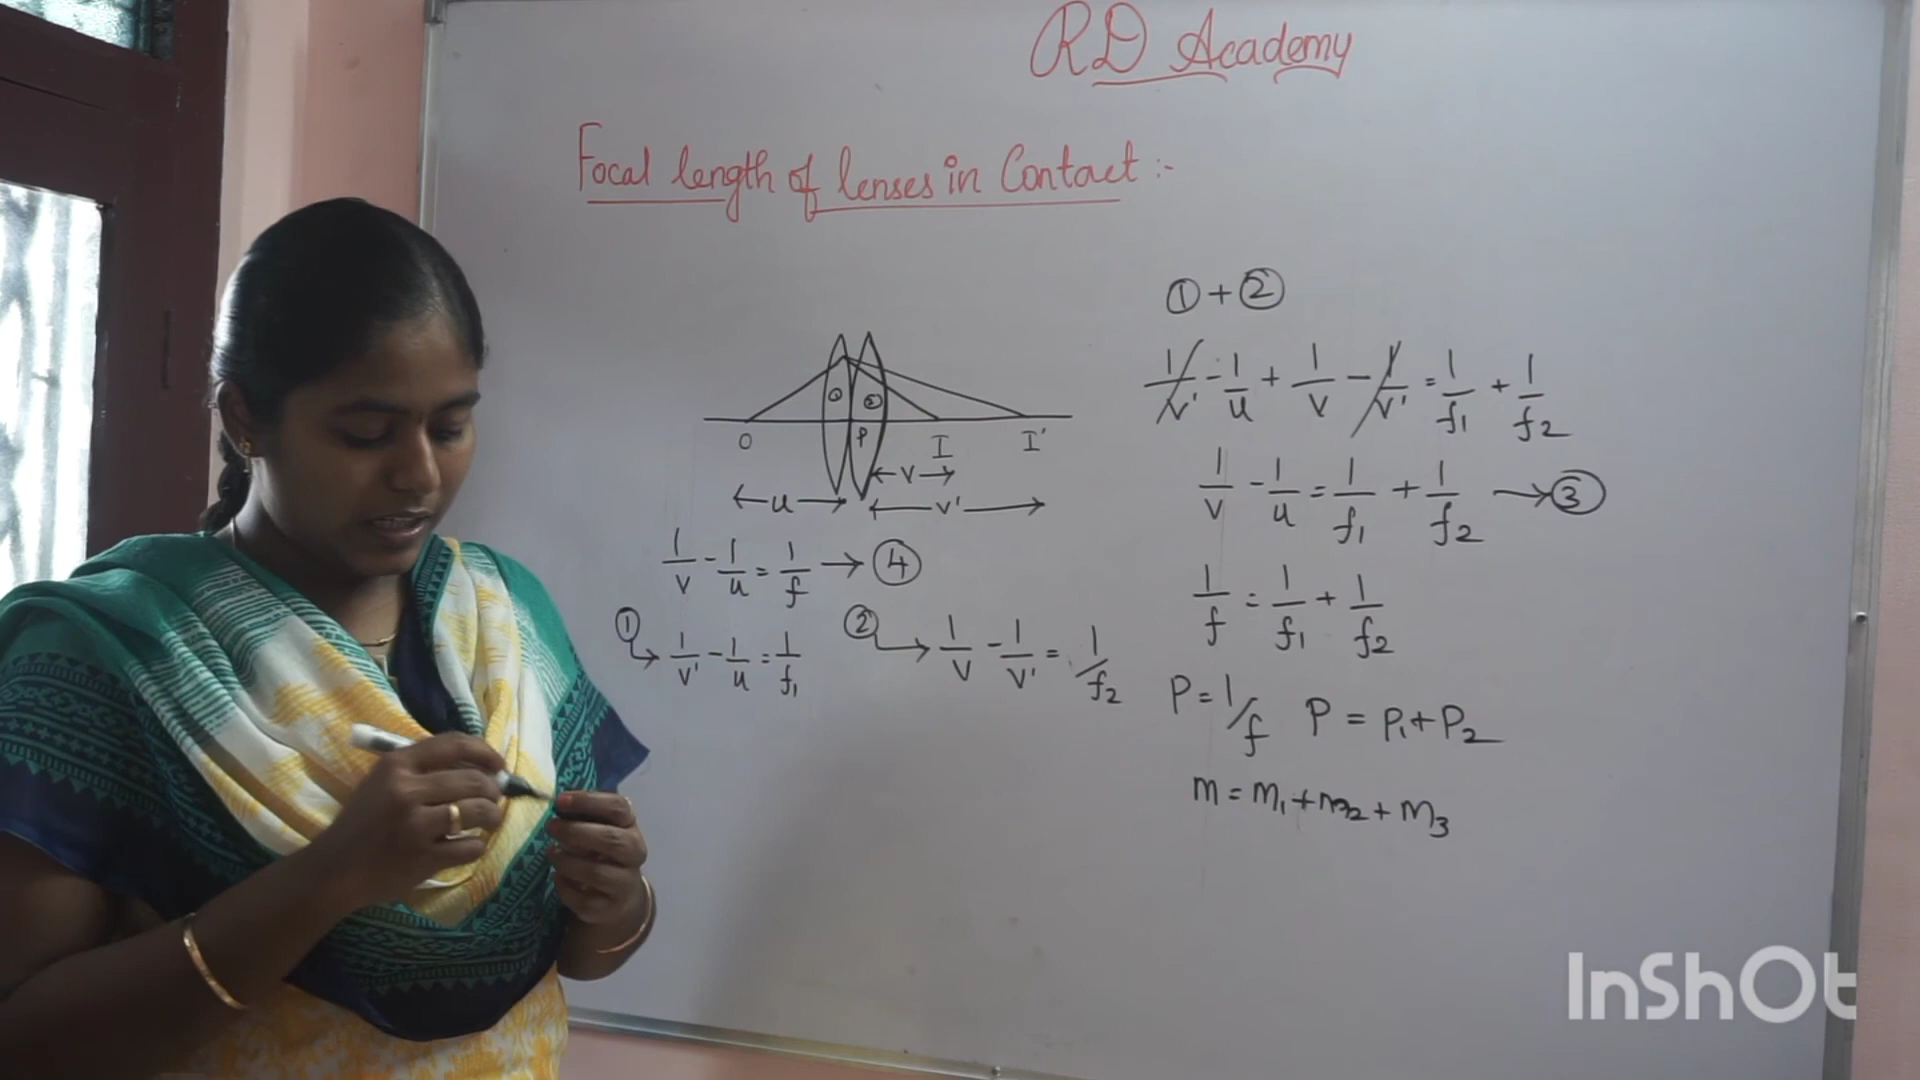 RD Academy
Focal length of lenses in Contact :-
① ②
O P I I'
←u→ ←v→
←v'→
1/v - 1/u = 1/f → ④
① ↳ 1/v' - 1/u = 1/f₁
② ↳ 1/v - 1/v' = 1/f₂
① + ②
1/v' - 1/u + 1/v - 1/v' = 1/f₁ + 1/f₂
1/v - 1/u = 1/f₁ + 1/f₂ → ③
1/f = 1/f₁ + 1/f₂
P = 1/f P = P₁ + P₂
m = m₁ + m₂ + m₃
InShOt